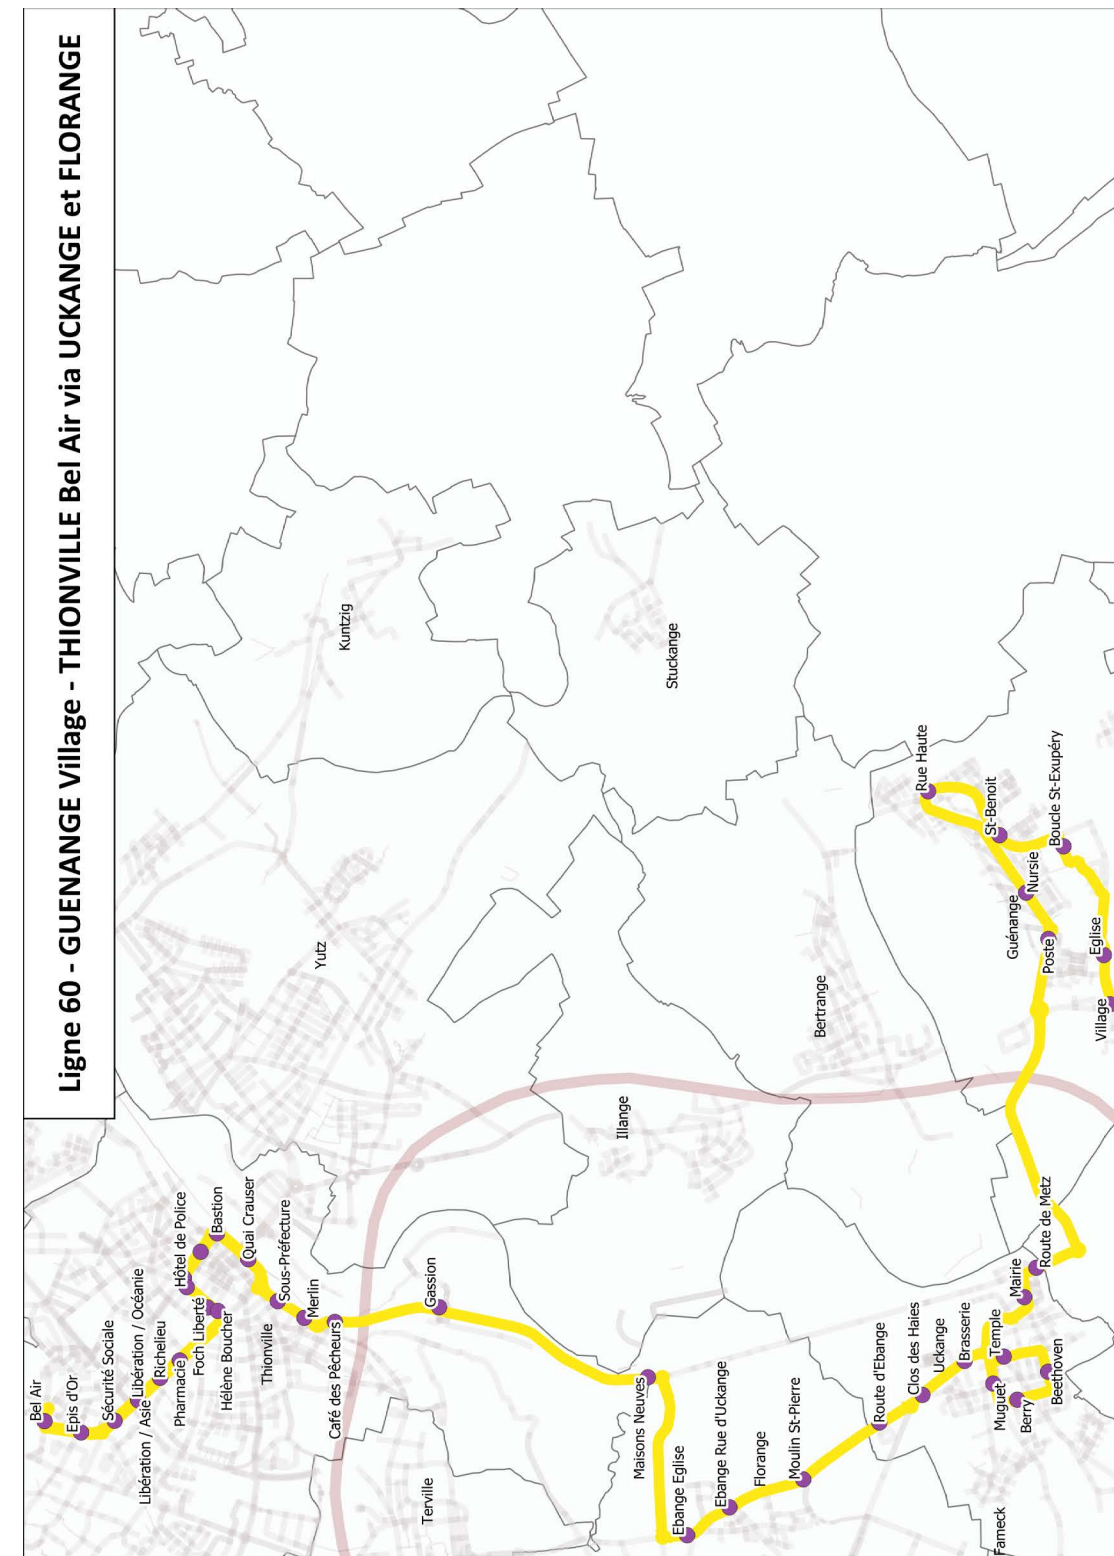 Ligne 60 - GUENANGE Village - THIONVILLE Bel Air via UCKANGE et FLORANGE
Bel Air
Epis d'Or
Sécurité Sociale
Libération / Asie
Libération / Océanie
Richelieu
Pharmacie
Hôtel de Police
Foch Liberté
Hélène Boucher
Bastion
Quai Crauser
Thionville
Sous-Préfecture
Merlin
Café des Pêcheurs
Yutz
Kuntzig
Terville
Gassion
Illange
Stuckange
Maisons Neuves
Ebange Eglise
Ebange Rue d'Uckange
Florange
Moulin St-Pierre
Bertrange
Route d'Ebange
Clos des Haies
Uckange
Brasserie
Rue Haute
St-Benoit
Temple
Muguet
Fameck
Berry
Mairie
Guénange
Nursie
Route de Metz
Poste
Beethoven
Boucle St-Exupéry
Eglise
Village